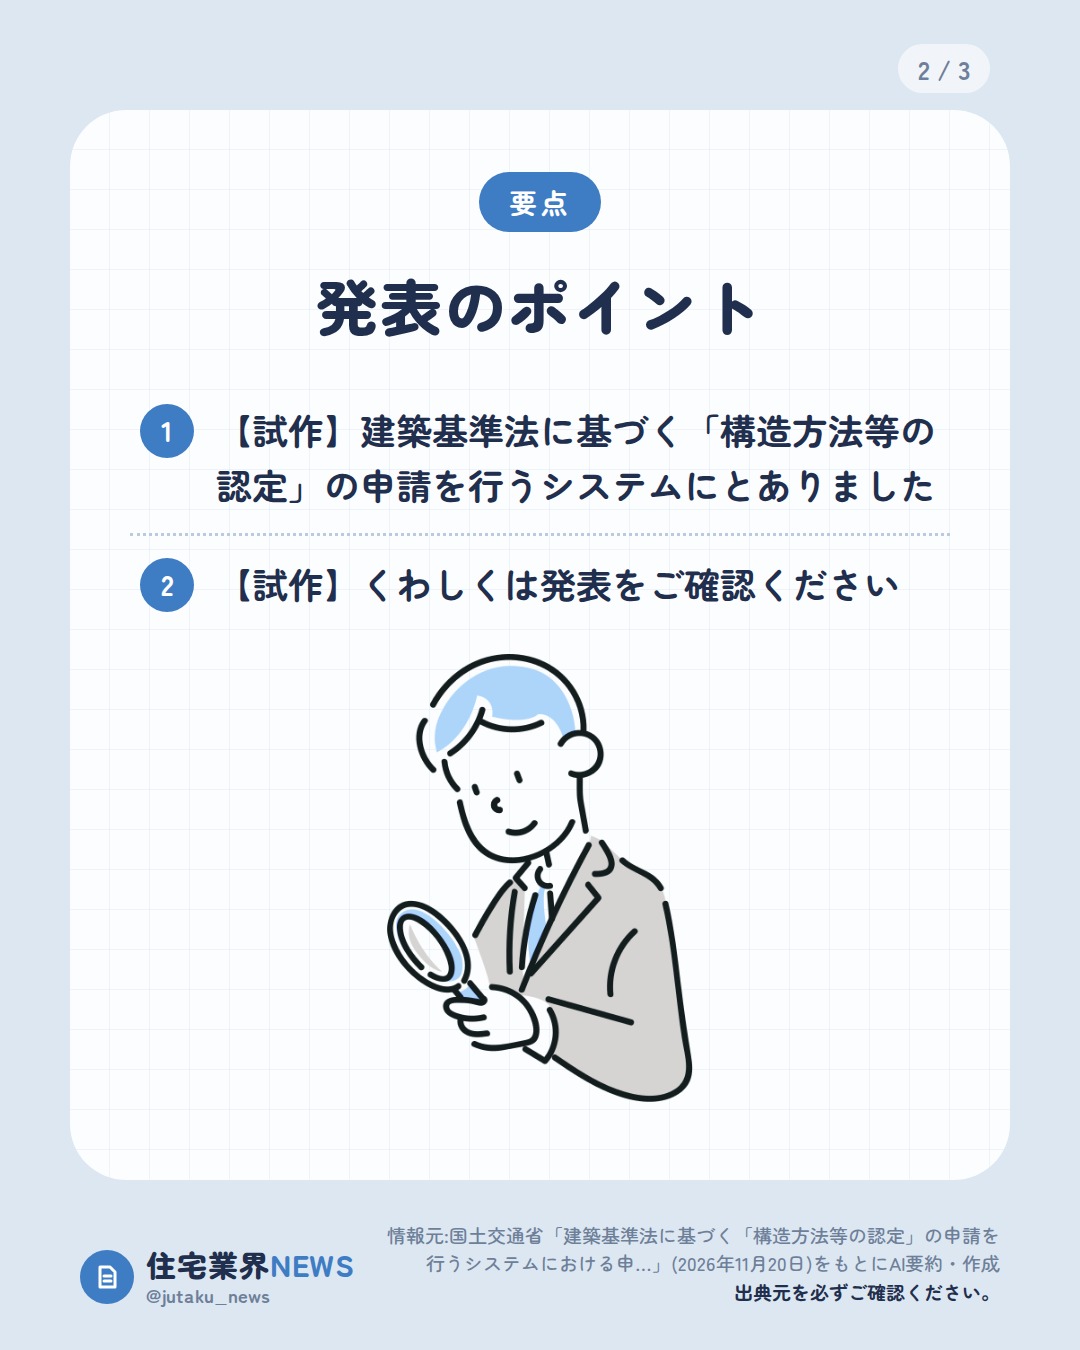 2 / 3
要点
発表のポイント
1 【試作】建築基準法に基づく「構造方法等の
認定」の申請を行うシステムにとありました
2 【試作】くわしくは発表をご確認ください
情報元:国土交通省「建築基準法に基づく「構造方法等の認定」の申請を
行うシステムにおける申…」(2026年11月20日)をもとにAI要約・作成
出典元を必ずご確認ください。
住宅業界NEWS
@jutaku_news